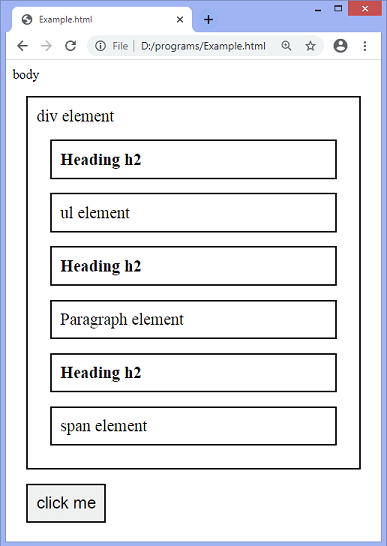 Example.html
File | D:/programs/Example.html
body
div element
Heading h2
ul element
Heading h2
Paragraph element
Heading h2
span element
click me